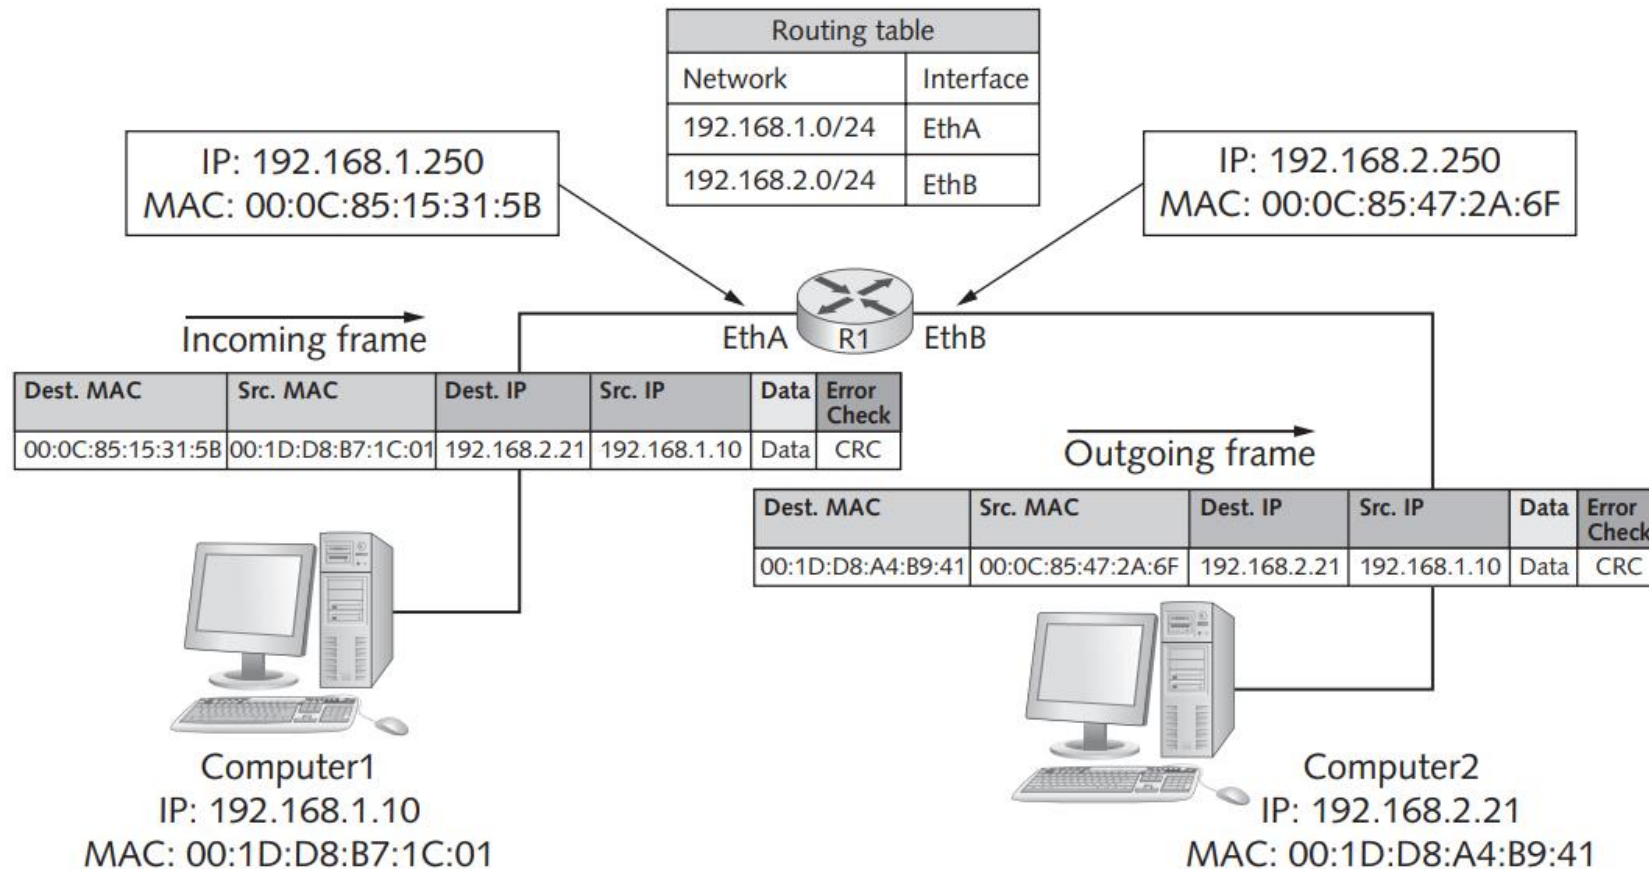 Routing table
Network Interface
192.168.1.0/24 EthA
192.168.2.0/24 EthB
IP: 192.168.1.250
MAC: 00:0C:85:15:31:5B
IP: 192.168.2.250
MAC: 00:0C:85:47:2A:6F
EthA R1 EthB
Incoming frame
Dest. MAC Src. MAC Dest. IP Src. IP Data Error Check
00:0C:85:15:31:5B 00:1D:D8:B7:1C:01 192.168.2.21 192.168.1.10 Data CRC
Outgoing frame
Dest. MAC Src. MAC Dest. IP Src. IP Data Error Check
00:1D:D8:A4:B9:41 00:0C:85:47:2A:6F 192.168.2.21 192.168.1.10 Data CRC
Computer1
IP: 192.168.1.10
MAC: 00:1D:D8:B7:1C:01
Computer2
IP: 192.168.2.21
MAC: 00:1D:D8:A4:B9:41